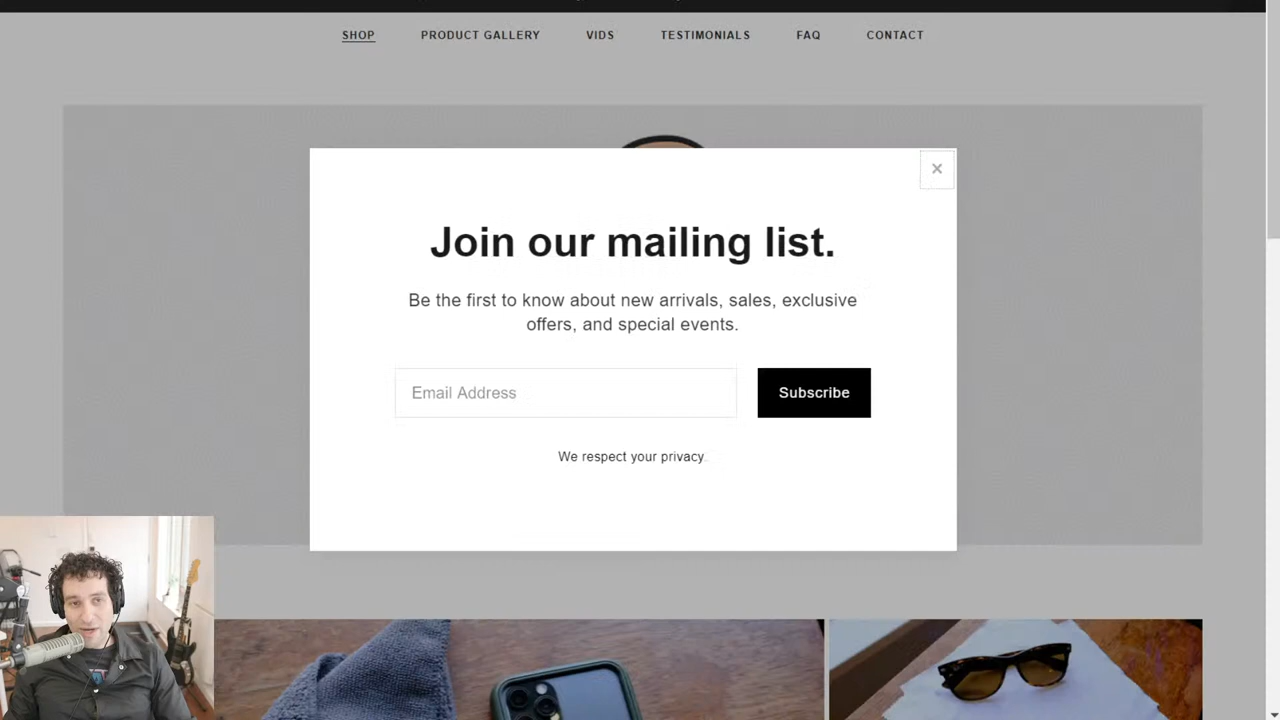 SHOP PRODUCT GALLERY VIDS TESTIMONIALS FAQ CONTACT
×
Join our mailing list.
Be the first to know about new arrivals, sales, exclusive
offers, and special events.
Email Address Subscribe
We respect your privacy.